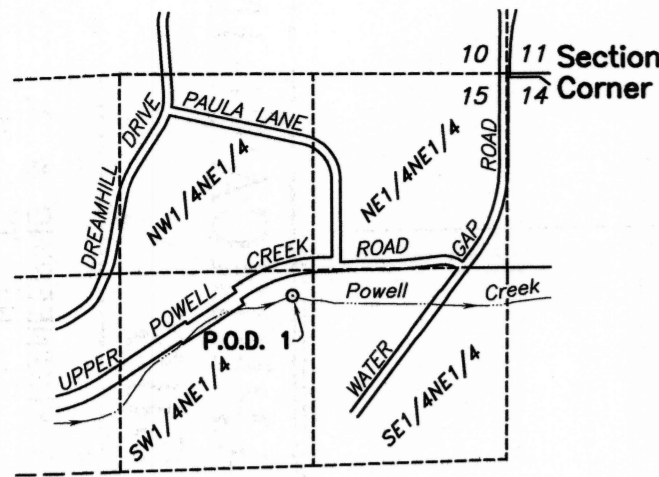 10 11 Section
15 14 Corner
PAULA LANE
DREAMHILL DRIVE
NW1/4NE1/4
NE1/4NE1/4
WATER GAP ROAD
UPPER POWELL CREEK ROAD
Powell Creek
P.O.D. 1
SW1/4NE1/4
SE1/4NE1/4